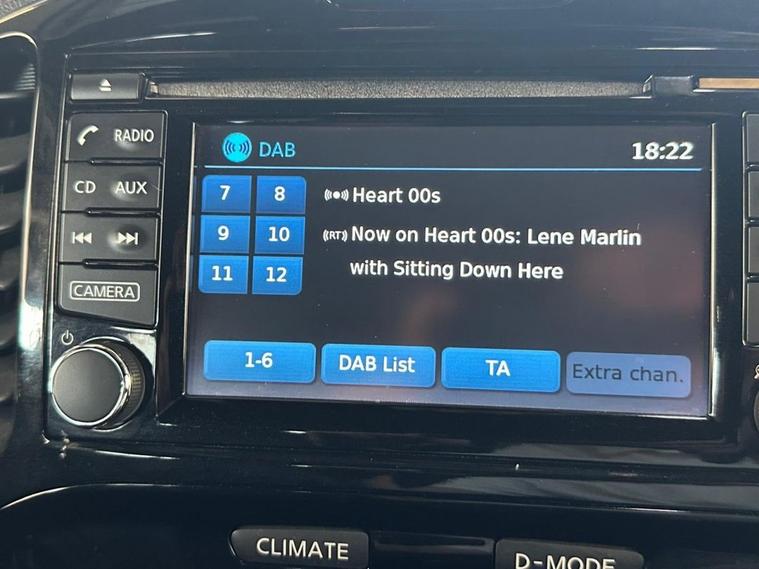 RADIO
CD AUX
CAMERA
DAB 18:22
7 8 Heart 00s
9 10 (RT) Now on Heart 00s: Lene Marlin
with Sitting Down Here
11 12
1-6 DAB List TA Extra chan.
CLIMATE D-MODE